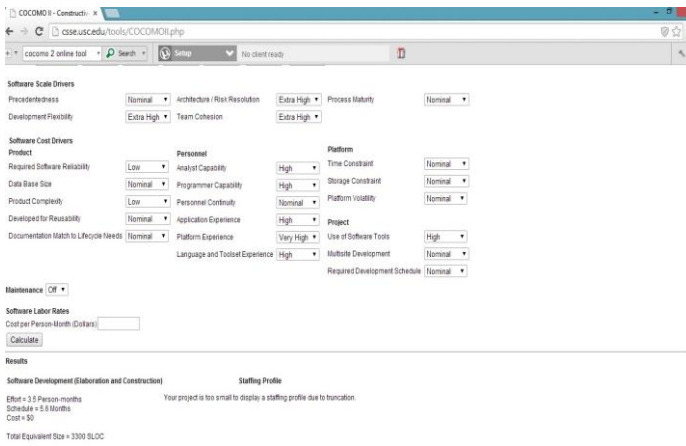 COCOMO II - Constructi
csse.usc.edu/tools/COCOMOII.php
cocomo 2 online tool Search Setup No client ready
Software Scale Drivers
Precedentedness Nominal Architecture / Risk Resolution Extra High Process Maturity Nominal
Development Flexibility Extra High Team Cohesion Extra High
Software Cost Drivers
Product
Required Software Reliability Low
Data Base Size Nominal
Product Complexity Low
Developed for Reusability Nominal
Documentation Match to Lifecycle Needs Nominal
Personnel
Analyst Capability High
Programmer Capability High
Personnel Continuity Nominal
Application Experience High
Platform Experience Very High
Language and Toolset Experience High
Platform
Time Constraint Nominal
Storage Constraint Nominal
Platform Volatility Nominal
Project
Use of Software Tools High
Multisite Development Nominal
Required Development Schedule Nominal
Maintenance Off
Software Labor Rates
Cost per Person-Month (Dollars)
Calculate
Results
Software Development (Elaboration and Construction)
Effort = 3.5 Person-months
Schedule = 5.6 Months
Cost = $0
Total Equivalent Size = 3300 SLOC
Staffing Profile
Your project is too small to display a staffing profile due to truncation.